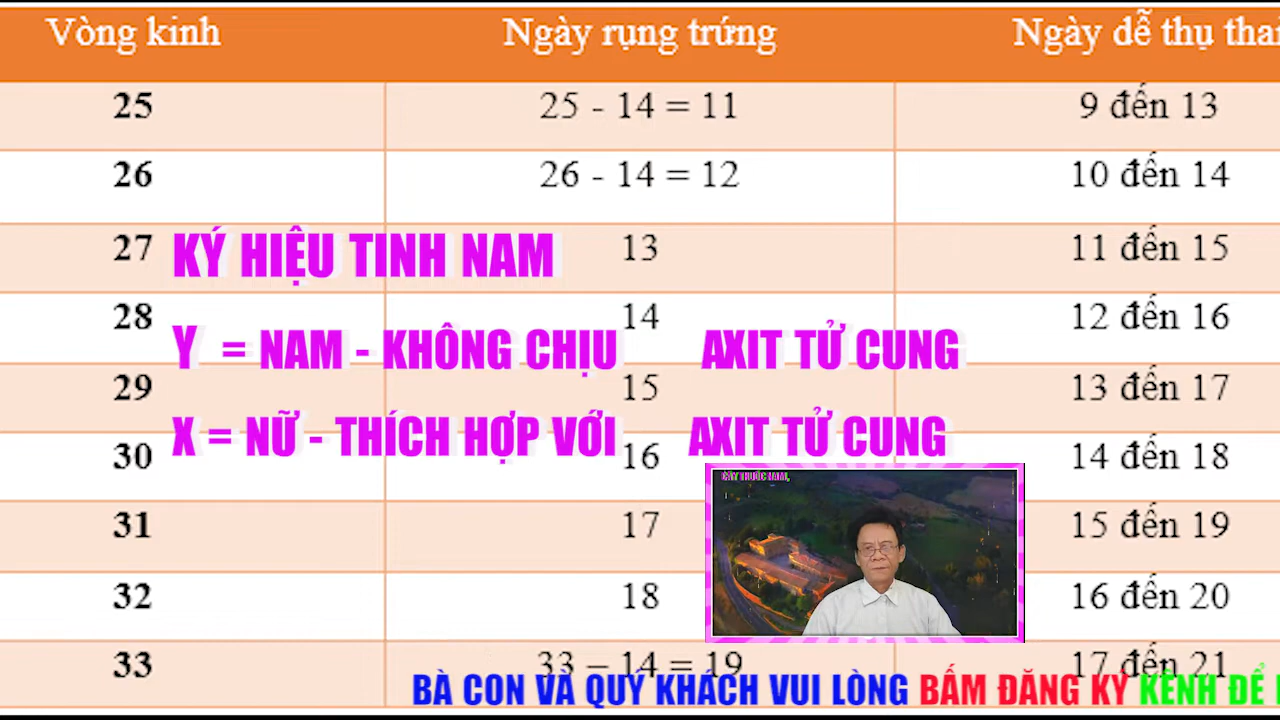 Vòng kinh Ngày rụng trứng Ngày dễ thụ thai
25 25 - 14 = 11 9 đến 13
26 26 - 14 = 12 10 đến 14
27 13 11 đến 15
KÝ HIỆU TINH NAM
28 14 12 đến 16
Y = NAM - KHÔNG CHỊU AXIT TỬ CUNG
29 15 13 đến 17
X = NỮ - THÍCH HỢP VỚI AXIT TỬ CUNG
30 16 14 đến 18
CÂY THUỐC NAM,
31 17 15 đến 19
32 18 16 đến 20
33 33 – 14 = 19 17 đến 21
BÀ CON VÀ QUÝ KHÁCH VUI LÒNG BẤM ĐĂNG KÝ KÊNH ĐỂ